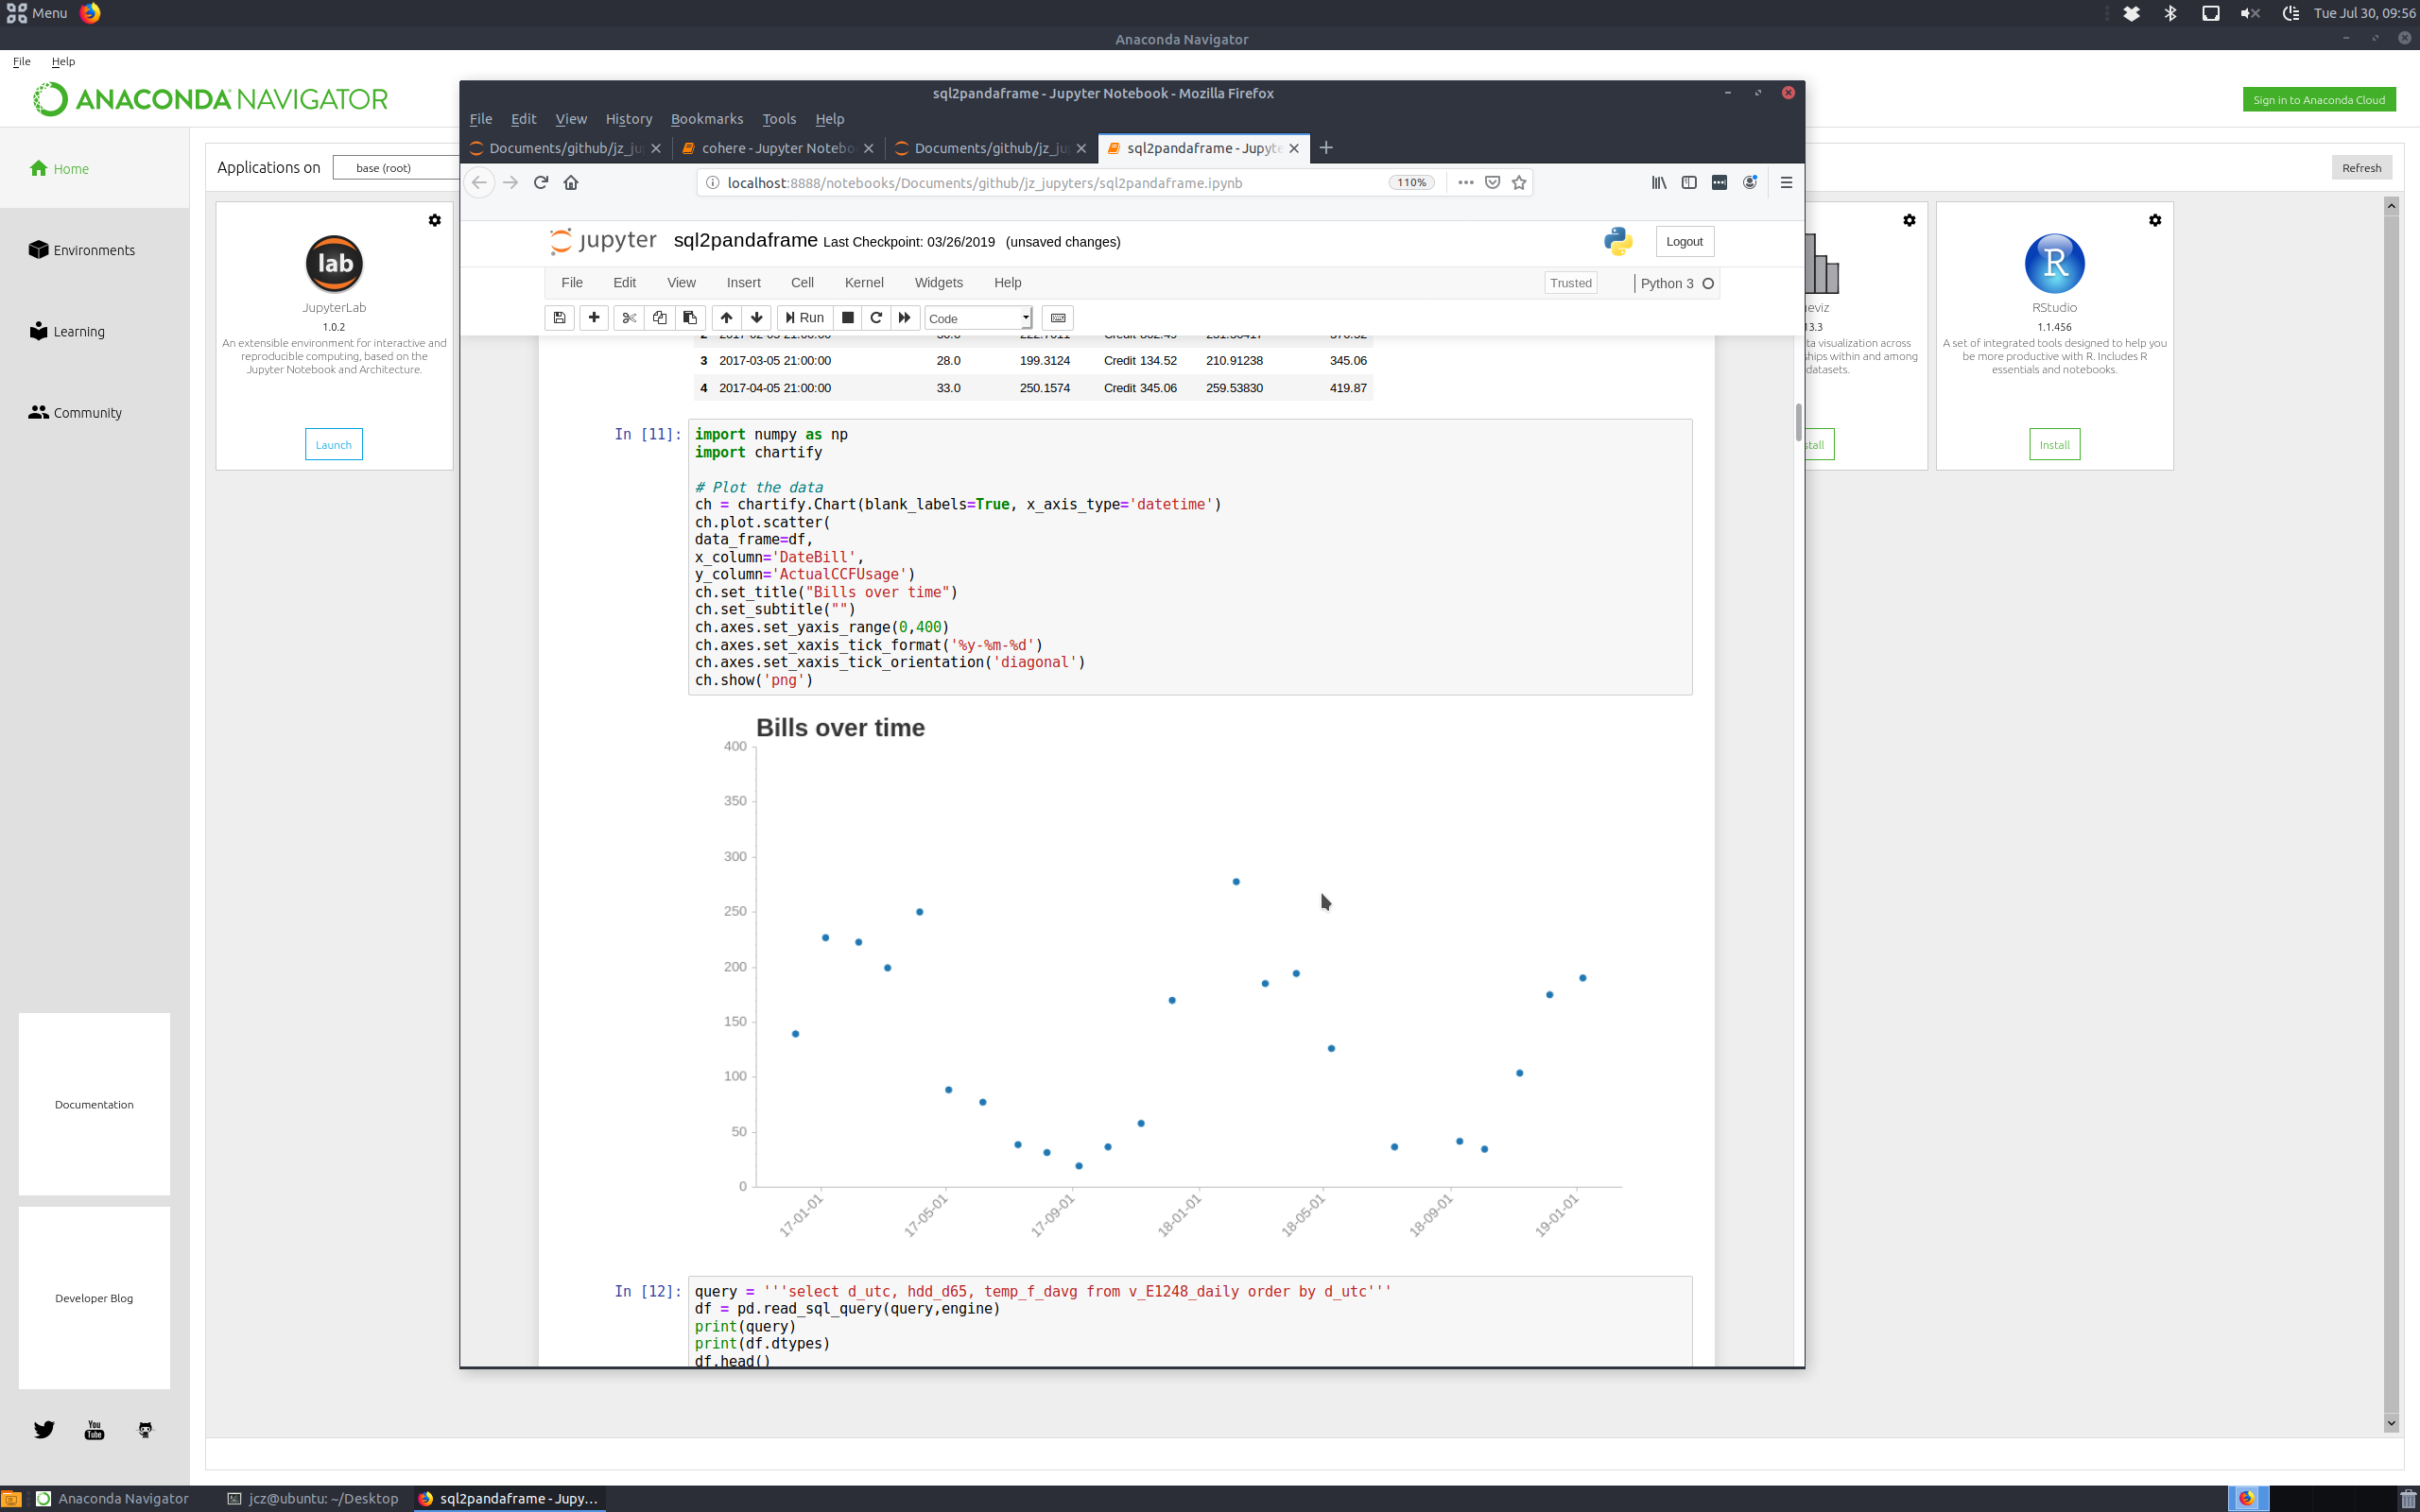 Menu
Tue Jul 30, 09:56
Anaconda Navigator
File Help
ANACONDA NAVIGATOR
Sign in to Anaconda Cloud
Home
Environments
Learning
Community
Documentation
Developer Blog
You
Tube
Applications on base (root)
Refresh
lab
JupyterLab
1.0.2
An extensible environment for interactive and
reproducible computing, based on the
Jupyter Notebook and Architecture.
Launch
sql2pandaframe - Jupyter Notebook - Mozilla Firefox
File Edit View History Bookmarks Tools Help
Documents/github/jz_ju
cohere - Jupyter Notebo
Documents/github/jz_ju
sql2pandaframe - Jupyte
localhost:8888/notebooks/Documents/github/jz_jupyters/sql2pandaframe.ipynb
110%
jupyter sql2pandaframe Last Checkpoint: 03/26/2019 (unsaved changes)
Logout
File Edit View Insert Cell Kernel Widgets Help
Trusted
Python 3
Run
Code
3 2017-03-05 21:00:00 28.0 199.3124 Credit 134.52 210.91238 345.06
4 2017-04-05 21:00:00 33.0 250.1574 Credit 345.06 259.53830 419.87
In [11]:
import numpy as np
import chartify
# Plot the data
ch = chartify.Chart(blank_labels=True, x_axis_type='datetime')
ch.plot.scatter(
data_frame=df,
x_column='DateBill',
y_column='ActualCCFUsage')
ch.set_title("Bills over time")
ch.set_subtitle("")
ch.axes.set_yaxis_range(0,400)
ch.axes.set_xaxis_tick_format('%y-%m-%d')
ch.axes.set_xaxis_tick_orientation('diagonal')
ch.show('png')
Bills over time
400
350
300
250
200
150
100
50
0
17-01-01 17-05-01 17-09-01 18-01-01 18-05-01 18-09-01 19-01-01
In [12]:
query = '''select d_utc, hdd_d65, temp_f_davg from v_E1248_daily order by d_utc'''
df = pd.read_sql_query(query,engine)
print(query)
print(df.dtypes)
df.head()
eviz
13.3
ta visualization across
ships within and among
datasets.
stall
R
RStudio
1.1.456
A set of integrated tools designed to help you
be more productive with R. Includes R
essentials and notebooks.
Install
Anaconda Navigator
jcz@ubuntu: ~/Desktop
sql2pandaframe - Jupy...